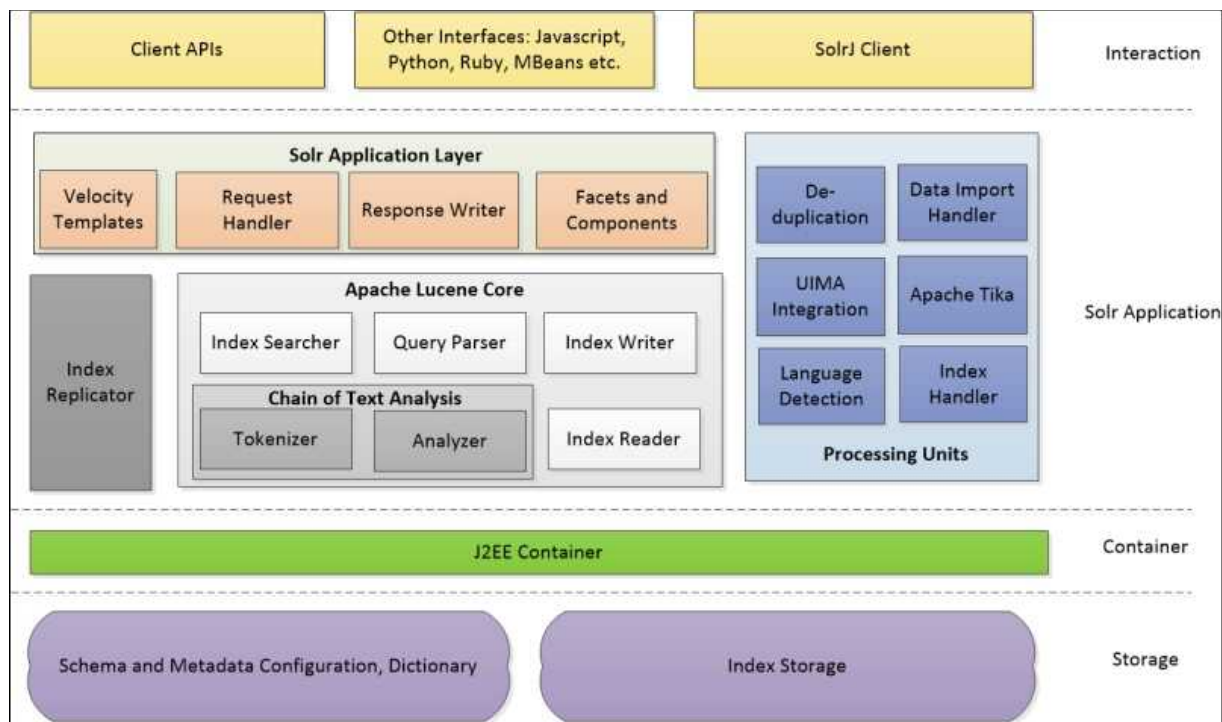 Client APIs
Other Interfaces: Javascript,
Python, Ruby, MBeans etc.
SolrJ Client
Interaction
Solr Application Layer
Velocity
Templates
Request
Handler
Response Writer
Facets and
Components
De-
duplication
Data Import
Handler
UIMA
Integration
Apache Tika
Language
Detection
Index
Handler
Processing Units
Solr Application
Index
Replicator
Apache Lucene Core
Index Searcher
Query Parser
Index Writer
Chain of Text Analysis
Tokenizer
Analyzer
Index Reader
J2EE Container
Container
Schema and Metadata Configuration, Dictionary
Index Storage
Storage